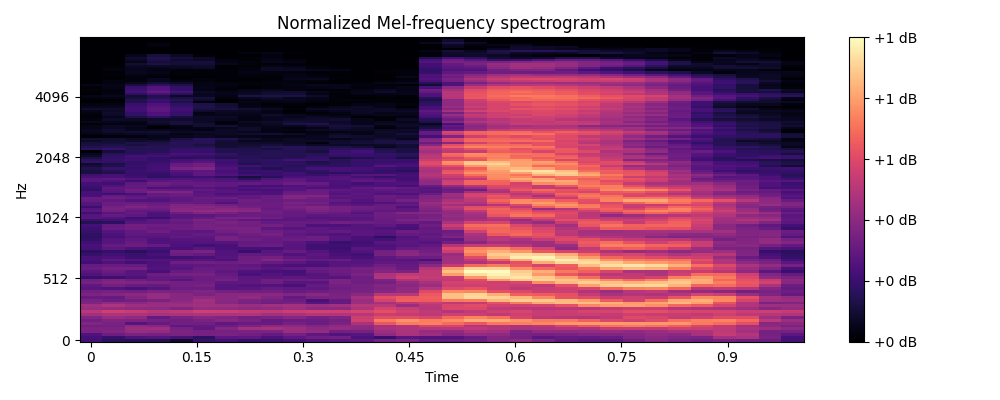 Normalized Mel-frequency spectrogram
+1 dB
4096
+1 dB
2048
+1 dB
Hz
1024
+0 dB
512
+0 dB
0
+0 dB
0 0.15 0.3 0.45 0.6 0.75 0.9
Time